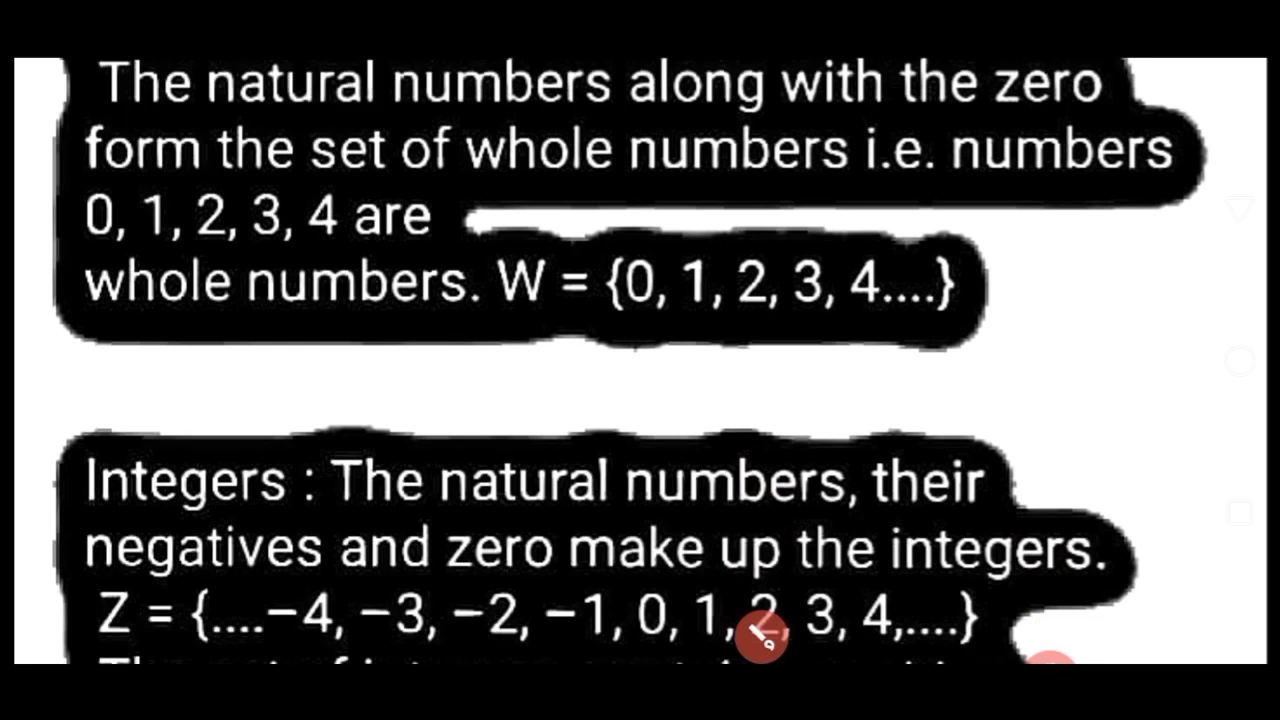 The natural numbers along with the zero
form the set of whole numbers i.e. numbers
0, 1, 2, 3, 4 are
whole numbers. W = {0, 1, 2, 3, 4....}
Integers : The natural numbers, their
negatives and zero make up the integers.
Z = {....−4, −3, −2, −1, 0, 1, 2, 3, 4,....}